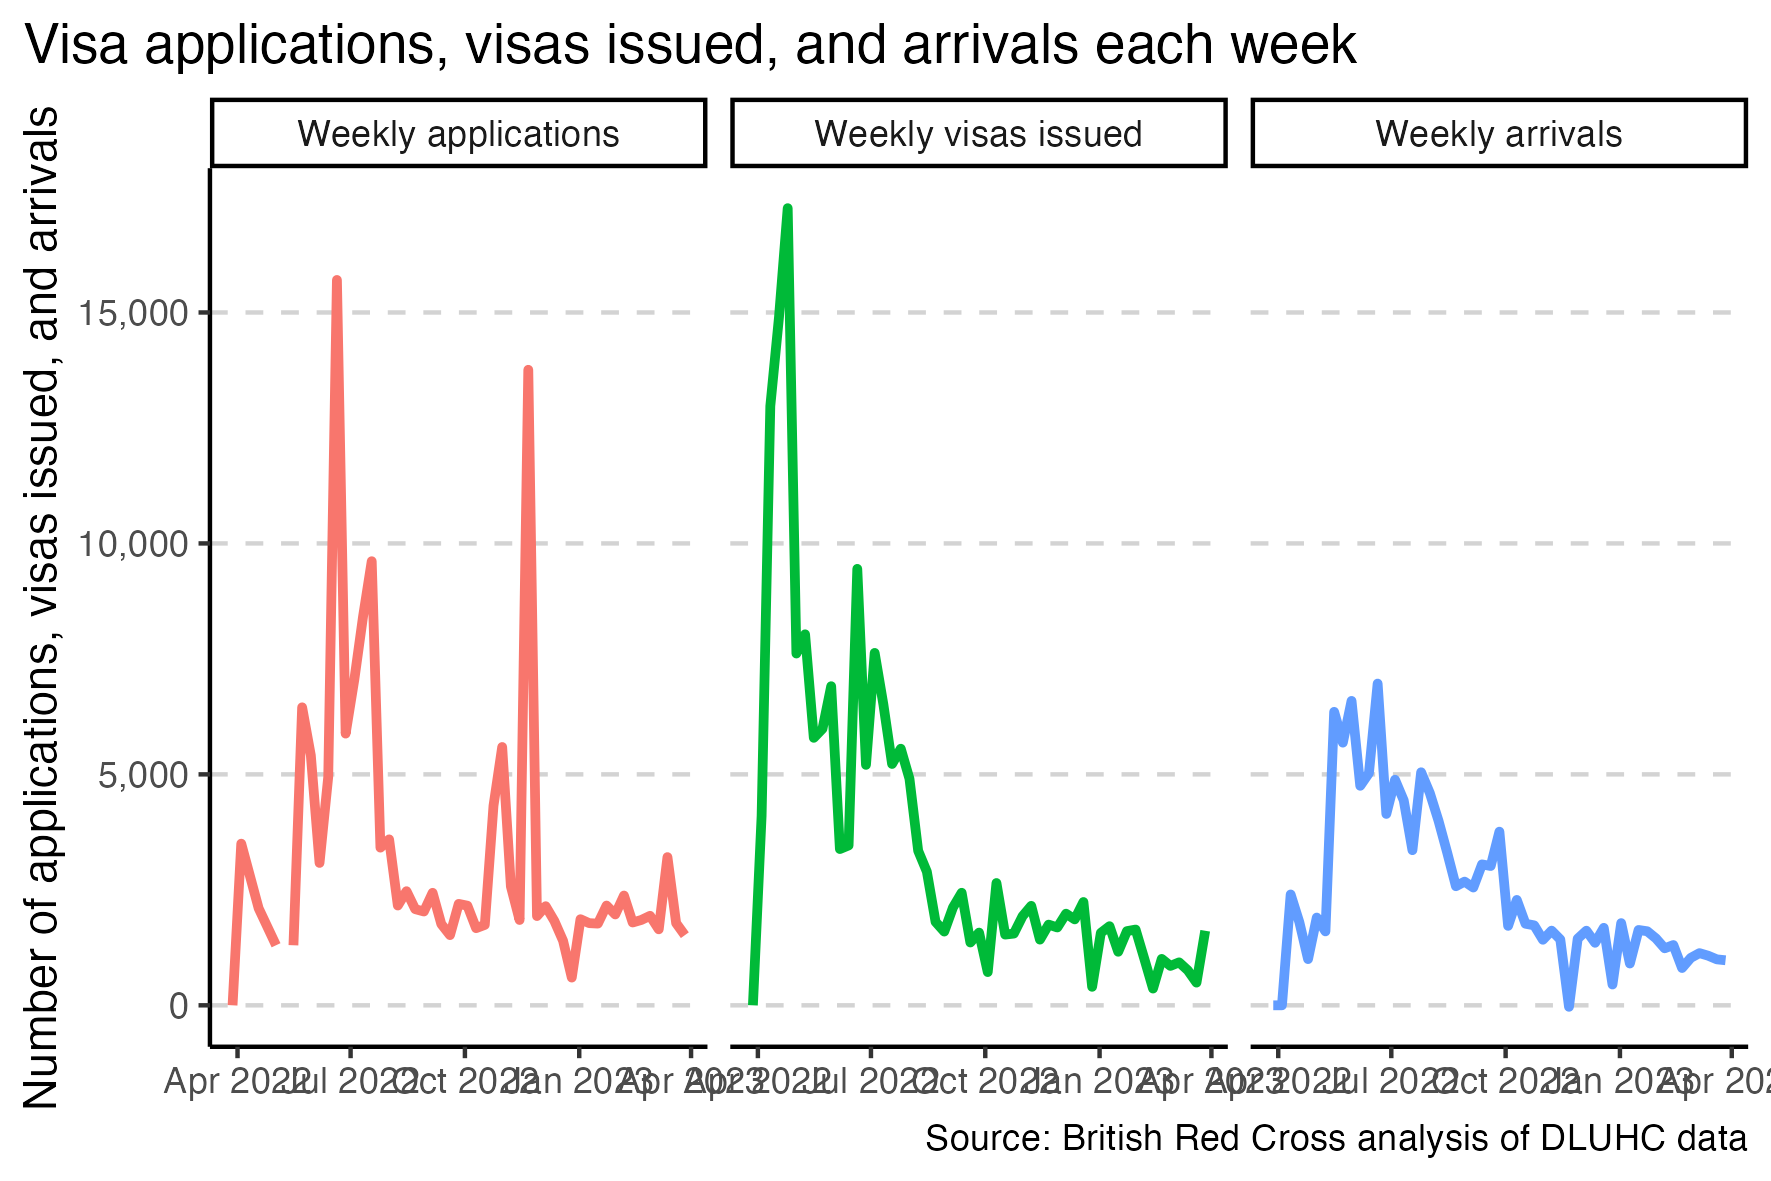 Visa applications, visas issued, and arrivals each week
Number of applications, visas issued, and arrivals
Weekly applications
Weekly visas issued
Weekly arrivals
15,000
10,000
5,000
0
Apr 2022 Jul 2022 Oct 2022 Jan 2023 Apr 2023
Apr 2022 Jul 2022 Oct 2022 Jan 2023 Apr 2023
Apr 2022 Jul 2022 Oct 2022 Jan 2023 Apr 202
Source: British Red Cross analysis of DLUHC data